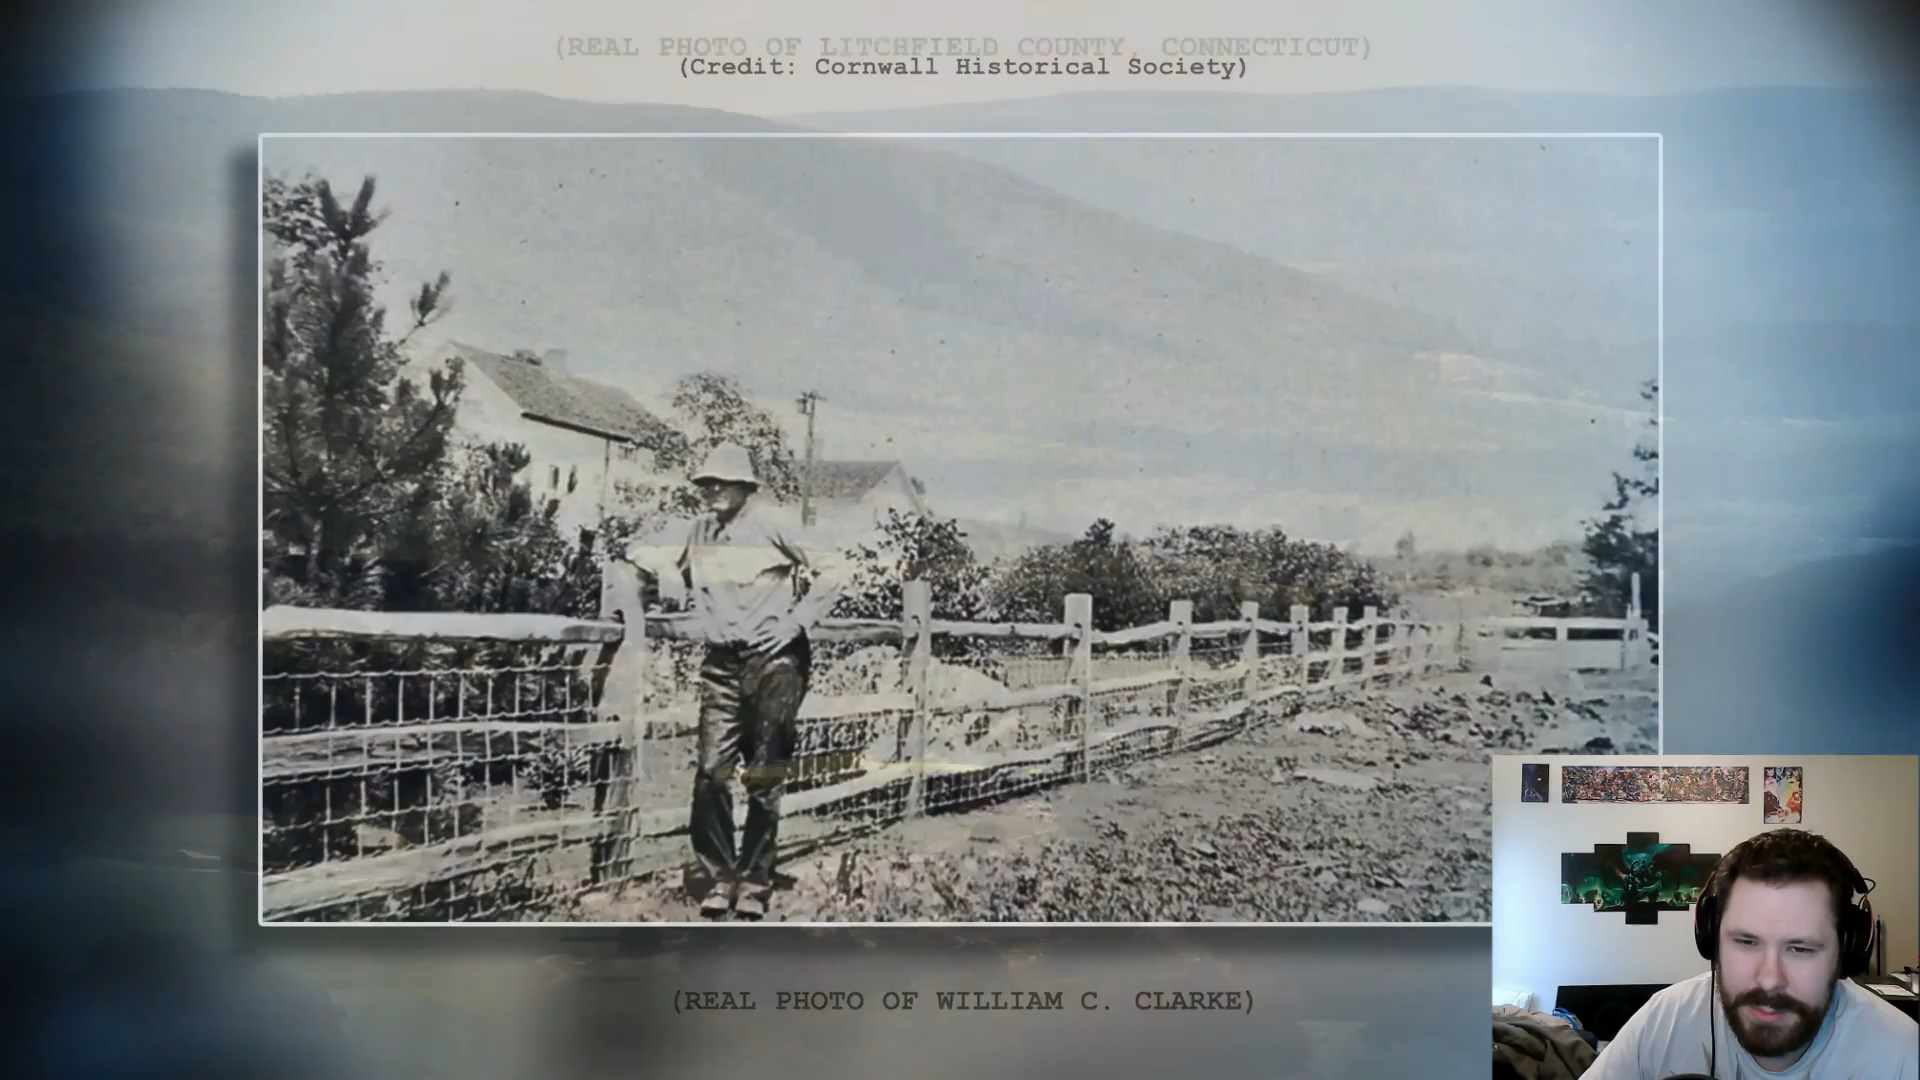 (REAL PHOTO OF LITCHFIELD COUNTY, CONNECTICUT)
(Credit: Cornwall Historical Society)
(REAL PHOTO OF WILLIAM C. CLARKE)